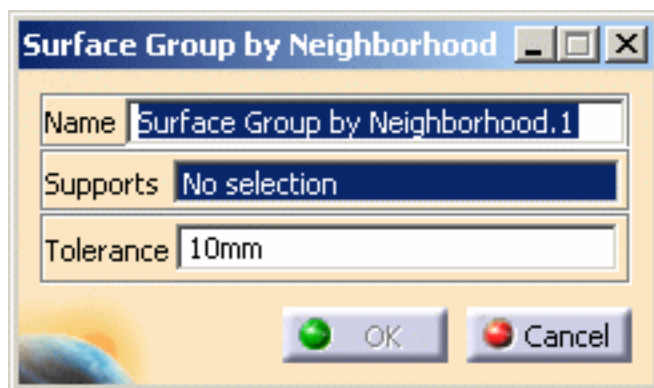 Surface Group by Neighborhood
Name Surface Group by Neighborhood.1
Supports No selection
Tolerance 10mm
OK Cancel